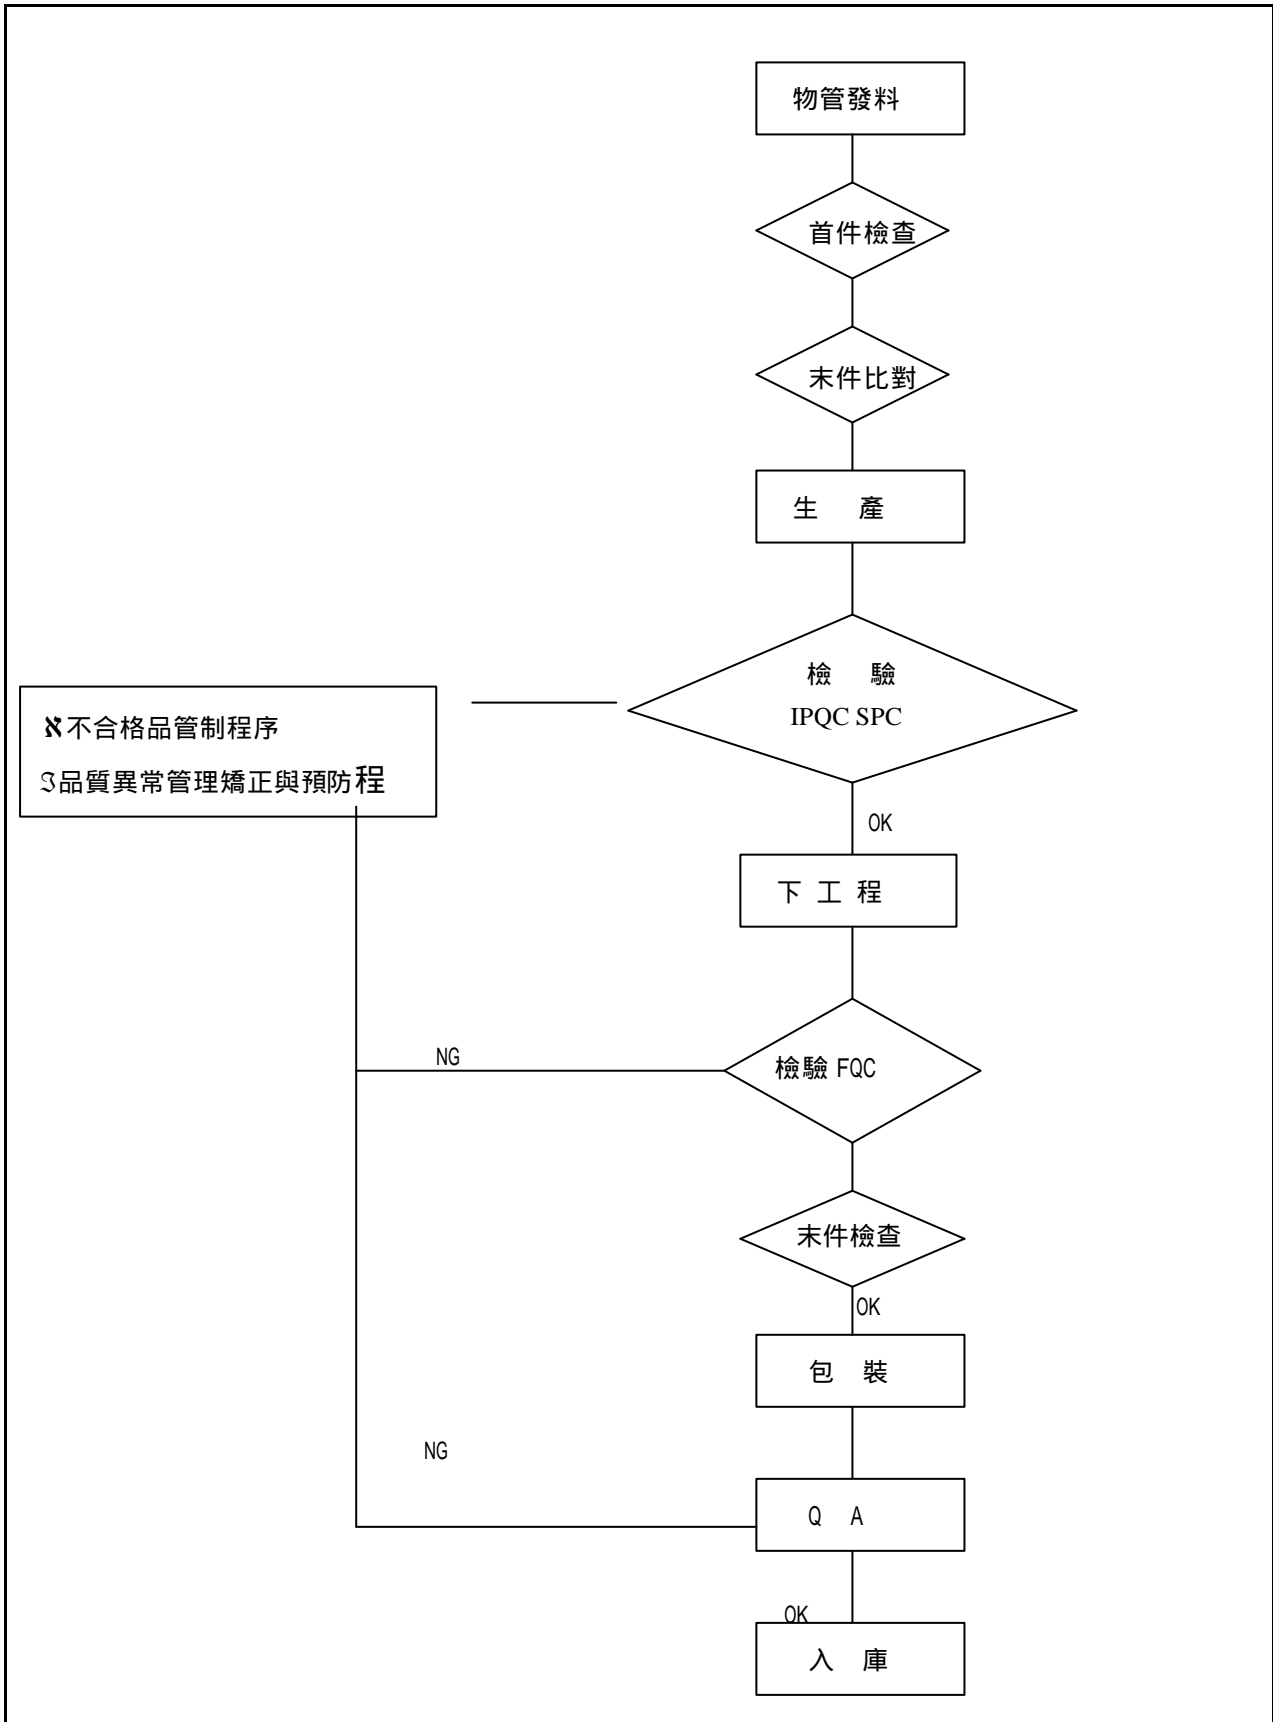 物管發料
首件檢查
末件比對
生 產
檢 驗
IPQC SPC
ℵ不合格品管制程序
ℑ品質異常管理矯正與預防程
OK
下 工 程
NG
檢驗 FQC
末件檢查
OK
包 裝
NG
Q A
OK
入 庫